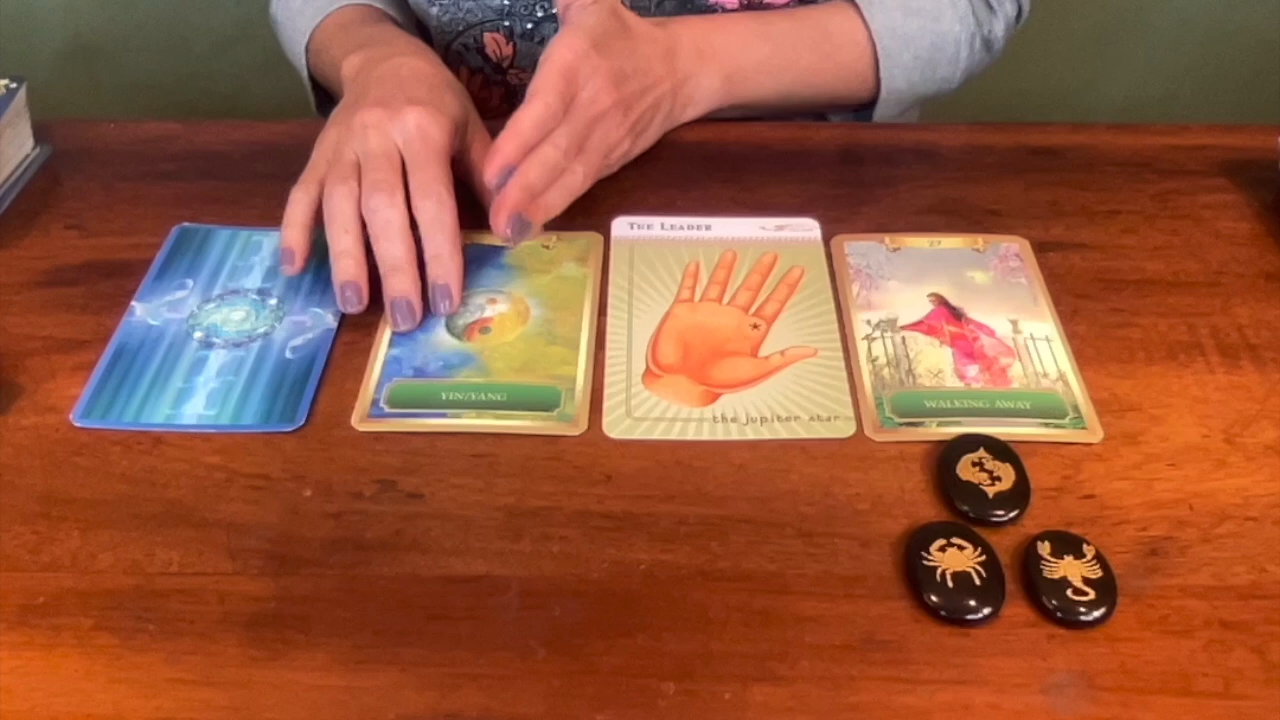 THE LEADER
27
YIN/YANG
the jupiter star
WALKING AWAY